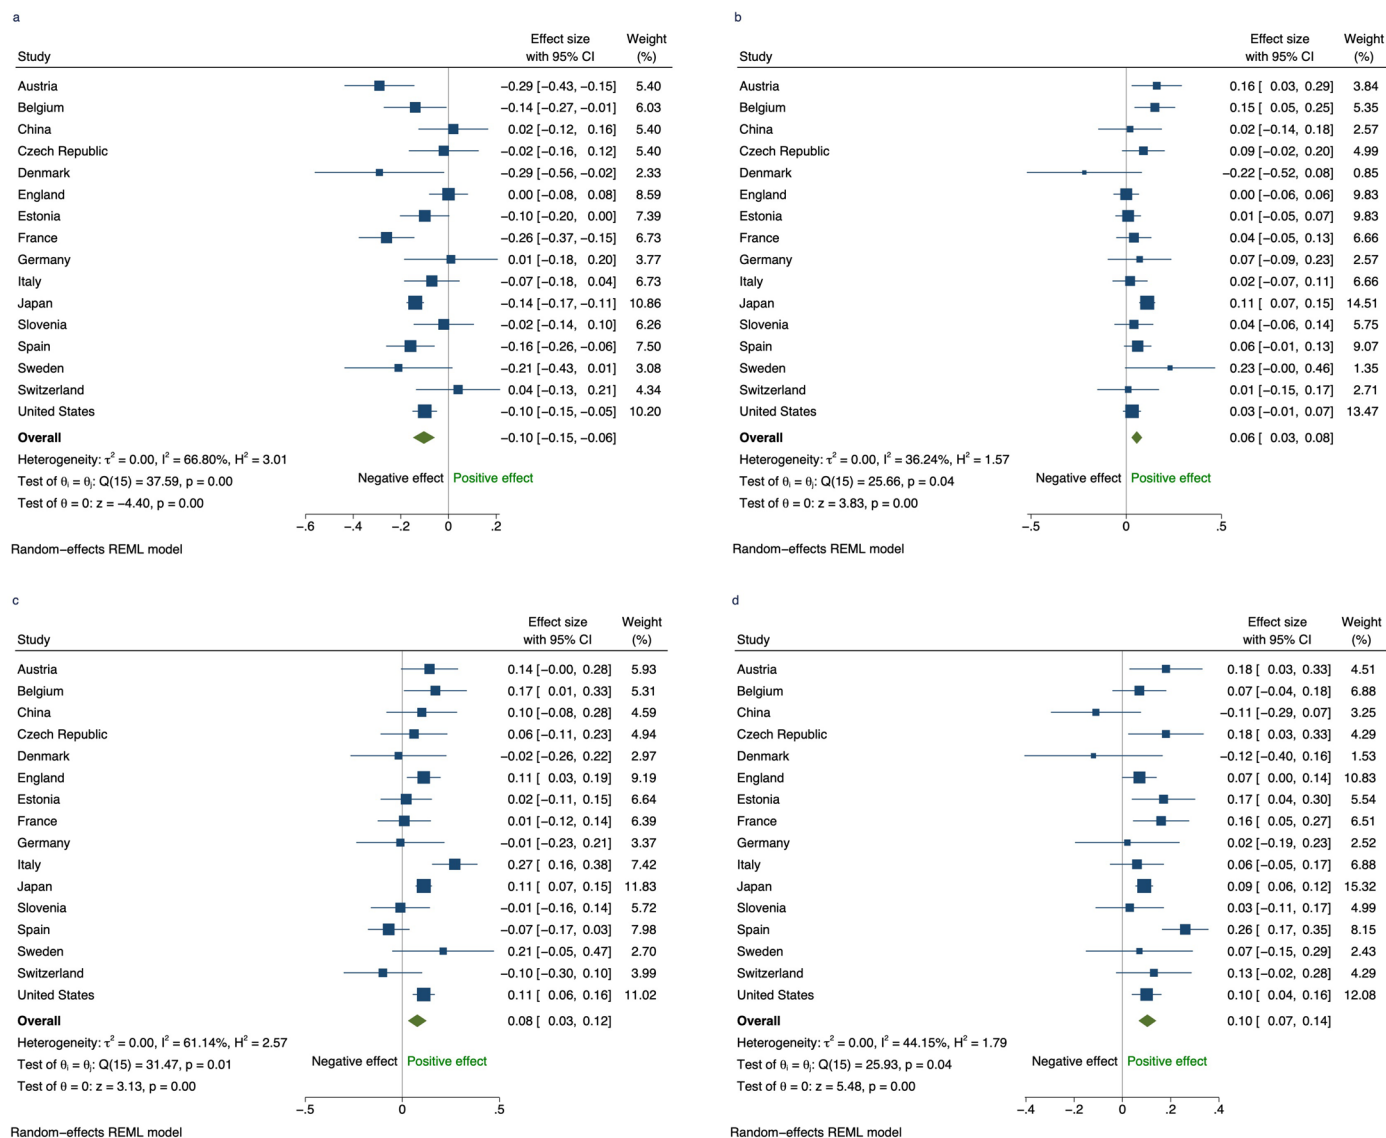 a
Effect size Weight
Study with 95% CI (%)
Austria −0.29 [−0.43, −0.15] 5.40
Belgium −0.14 [−0.27, −0.01] 6.03
China 0.02 [−0.12, 0.16] 5.40
Czech Republic −0.02 [−0.16, 0.12] 5.40
Denmark −0.29 [−0.56, −0.02] 2.33
England 0.00 [−0.08, 0.08] 8.59
Estonia −0.10 [−0.20, 0.00] 7.39
France −0.26 [−0.37, −0.15] 6.73
Germany 0.01 [−0.18, 0.20] 3.77
Italy −0.07 [−0.18, 0.04] 6.73
Japan −0.14 [−0.17, −0.11] 10.86
Slovenia −0.02 [−0.14, 0.10] 6.26
Spain −0.16 [−0.26, −0.06] 7.50
Sweden −0.21 [−0.43, 0.01] 3.08
Switzerland 0.04 [−0.13, 0.21] 4.34
United States −0.10 [−0.15, −0.05] 10.20
Overall −0.10 [−0.15, −0.06]
Heterogeneity: τ² = 0.00, I² = 66.80%, H² = 3.01
Negative effect Positive effect
Test of θᵢ = θⱼ: Q(15) = 37.59, p = 0.00
Test of θ = 0: z = −4.40, p = 0.00
−.6 −.4 −.2 0 .2
Random−effects REML model
b
Effect size Weight
Study with 95% CI (%)
Austria 0.16 [ 0.03, 0.29] 3.84
Belgium 0.15 [ 0.05, 0.25] 5.35
China 0.02 [−0.14, 0.18] 2.57
Czech Republic 0.09 [−0.02, 0.20] 4.99
Denmark −0.22 [−0.52, 0.08] 0.85
England 0.00 [−0.06, 0.06] 9.83
Estonia 0.01 [−0.05, 0.07] 9.83
France 0.04 [−0.05, 0.13] 6.66
Germany 0.07 [−0.09, 0.23] 2.57
Italy 0.02 [−0.07, 0.11] 6.66
Japan 0.11 [ 0.07, 0.15] 14.51
Slovenia 0.04 [−0.06, 0.14] 5.75
Spain 0.06 [−0.01, 0.13] 9.07
Sweden 0.23 [−0.00, 0.46] 1.35
Switzerland 0.01 [−0.15, 0.17] 2.71
United States 0.03 [−0.01, 0.07] 13.47
Overall 0.06 [ 0.03, 0.08]
Heterogeneity: τ² = 0.00, I² = 36.24%, H² = 1.57
Negative effect Positive effect
Test of θᵢ = θⱼ: Q(15) = 25.66, p = 0.04
Test of θ = 0: z = 3.83, p = 0.00
−.5 0 .5
Random−effects REML model
c
Effect size Weight
Study with 95% CI (%)
Austria 0.14 [−0.00, 0.28] 5.93
Belgium 0.17 [ 0.01, 0.33] 5.31
China 0.10 [−0.08, 0.28] 4.59
Czech Republic 0.06 [−0.11, 0.23] 4.94
Denmark −0.02 [−0.26, 0.22] 2.97
England 0.11 [ 0.03, 0.19] 9.19
Estonia 0.02 [−0.11, 0.15] 6.64
France 0.01 [−0.12, 0.14] 6.39
Germany −0.01 [−0.23, 0.21] 3.37
Italy 0.27 [ 0.16, 0.38] 7.42
Japan 0.11 [ 0.07, 0.15] 11.83
Slovenia −0.01 [−0.16, 0.14] 5.72
Spain −0.07 [−0.17, 0.03] 7.98
Sweden 0.21 [−0.05, 0.47] 2.70
Switzerland −0.10 [−0.30, 0.10] 3.99
United States 0.11 [ 0.06, 0.16] 11.02
Overall 0.08 [ 0.03, 0.12]
Heterogeneity: τ² = 0.00, I² = 61.14%, H² = 2.57
Negative effect Positive effect
Test of θᵢ = θⱼ: Q(15) = 31.47, p = 0.01
Test of θ = 0: z = 3.13, p = 0.00
−.5 0 .5
Random−effects REML model
d
Effect size Weight
Study with 95% CI (%)
Austria 0.18 [ 0.03, 0.33] 4.51
Belgium 0.07 [−0.04, 0.18] 6.88
China −0.11 [−0.29, 0.07] 3.25
Czech Republic 0.18 [ 0.03, 0.33] 4.29
Denmark −0.12 [−0.40, 0.16] 1.53
England 0.07 [ 0.00, 0.14] 10.83
Estonia 0.17 [ 0.04, 0.30] 5.54
France 0.16 [ 0.05, 0.27] 6.51
Germany 0.02 [−0.19, 0.23] 2.52
Italy 0.06 [−0.05, 0.17] 6.88
Japan 0.09 [ 0.06, 0.12] 15.32
Slovenia 0.03 [−0.11, 0.17] 4.99
Spain 0.26 [ 0.17, 0.35] 8.15
Sweden 0.07 [−0.15, 0.29] 2.43
Switzerland 0.13 [−0.02, 0.28] 4.29
United States 0.10 [ 0.04, 0.16] 12.08
Overall 0.10 [ 0.07, 0.14]
Heterogeneity: τ² = 0.00, I² = 44.15%, H² = 1.79
Negative effect Positive effect
Test of θᵢ = θⱼ: Q(15) = 25.93, p = 0.04
Test of θ = 0: z = 5.48, p = 0.00
−.4 −.2 0 .2 .4
Random−effects REML model